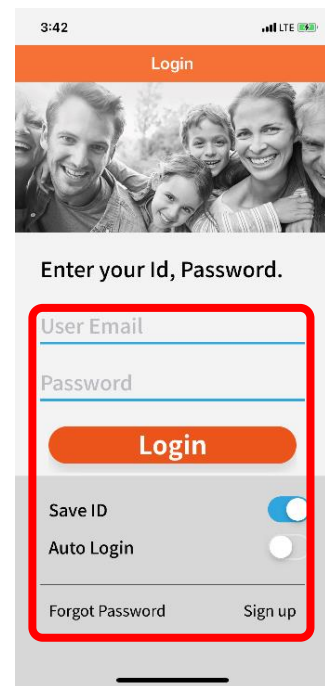 3:42 LTE
Login
Enter your Id, Password.
User Email
Password
Login
Save ID
Auto Login
Forgot Password Sign up